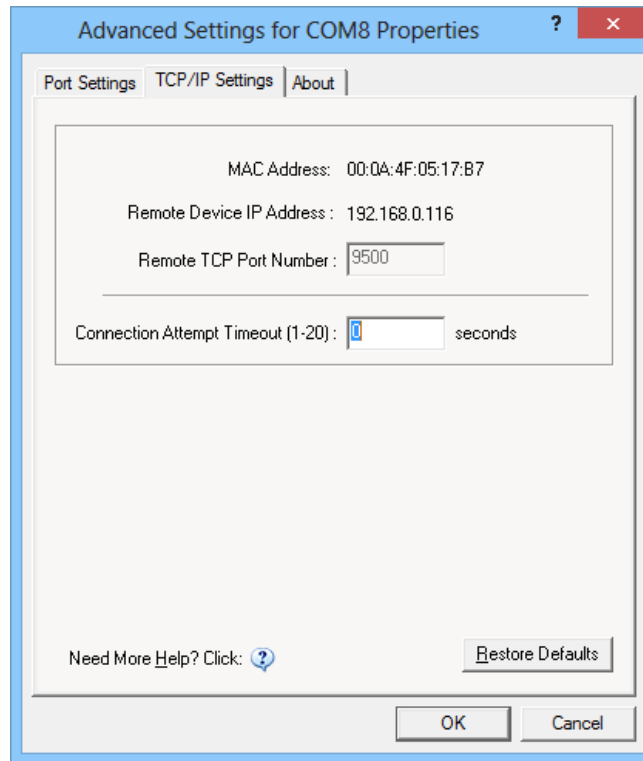 Advanced Settings for COM8 Properties ? ×
Port Settings TCP/IP Settings About
MAC Address: 00:0A:4F:05:17:B7
Remote Device IP Address : 192.168.0.116
Remote TCP Port Number : 9500
Connection Attempt Timeout (1-20) : 0 seconds
Need More Help? Click: ? Restore Defaults
OK Cancel